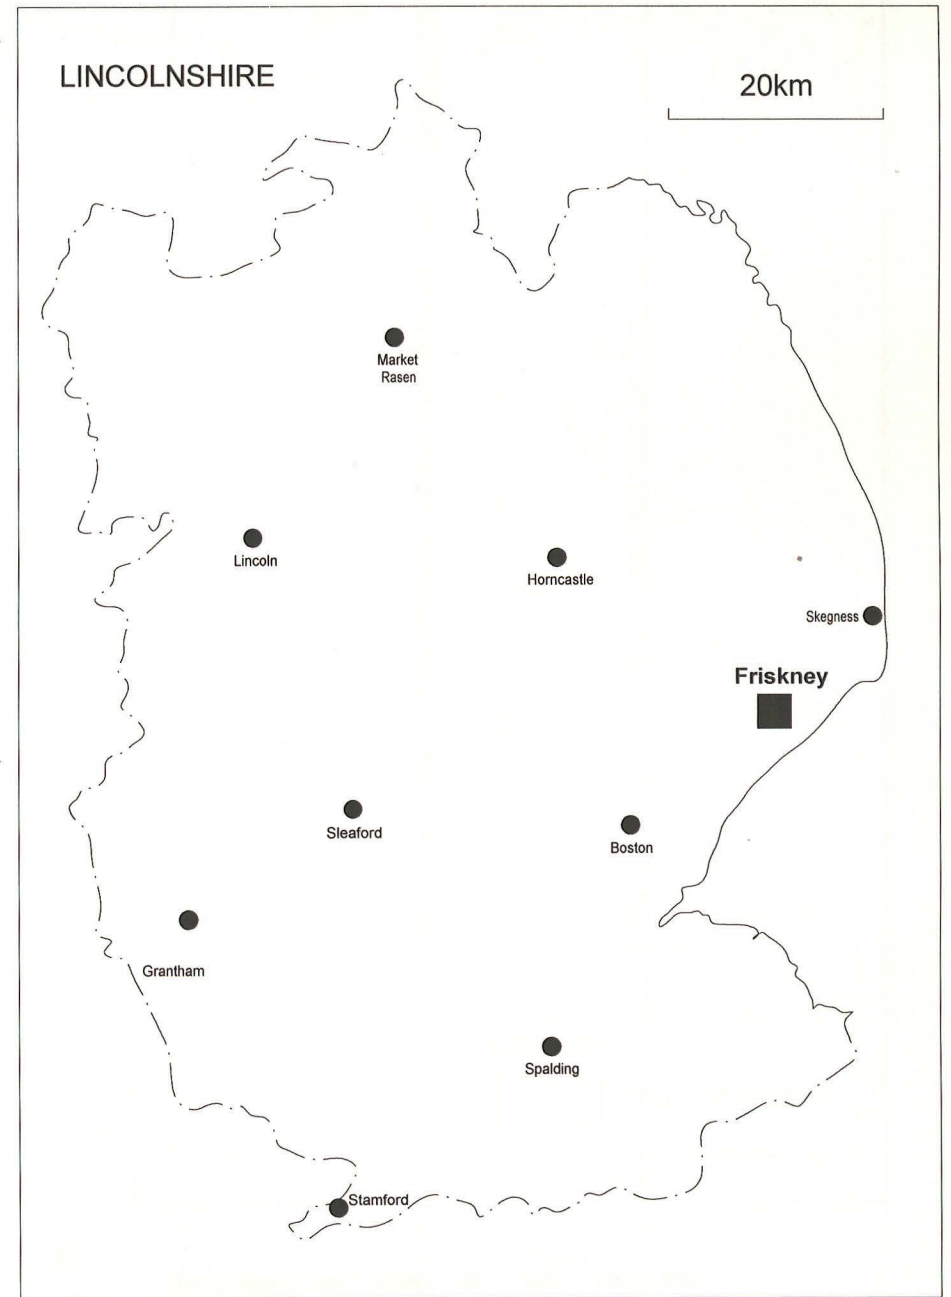 LINCOLNSHIRE
20km
Market
Rasen
Lincoln
Horncastle
Skegness
Friskney
Sleaford
Boston
Grantham
Spalding
Stamford